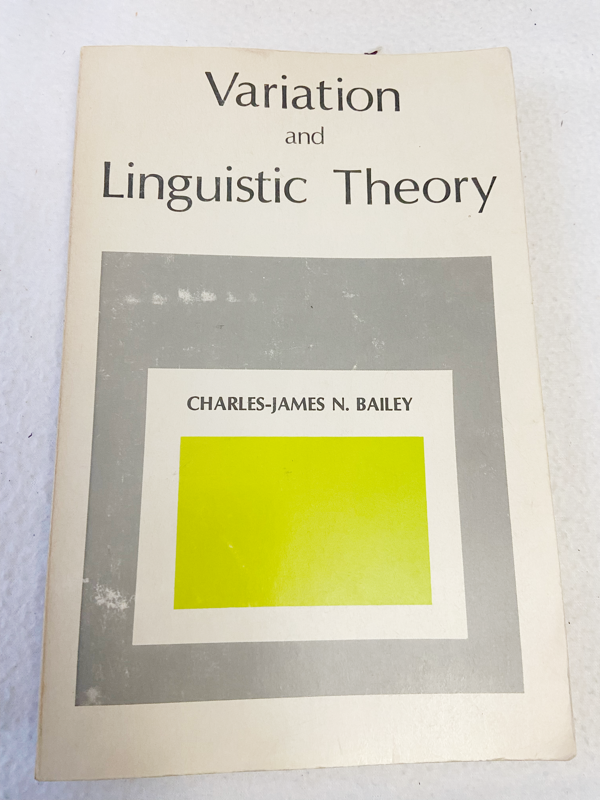 Variation
and
Linguistic Theory
CHARLES-JAMES N. BAILEY